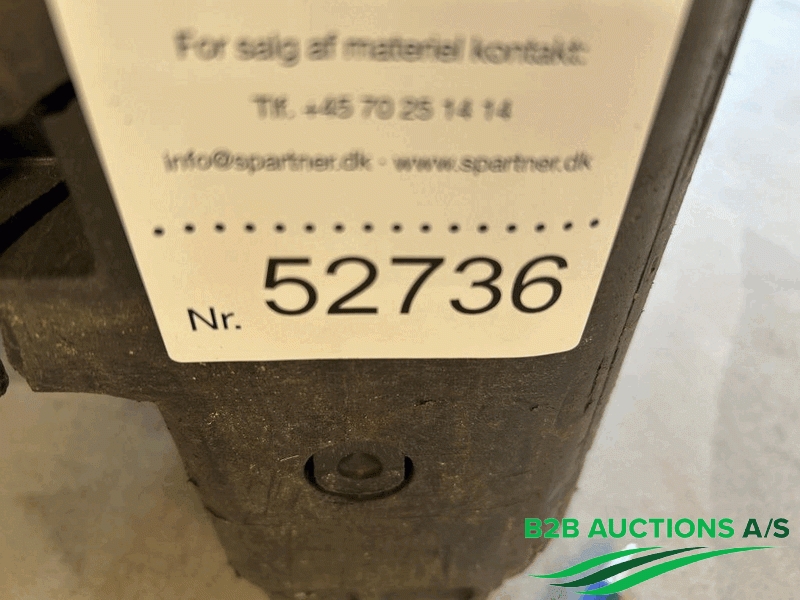 For salg af materiel kontakt:
Tlf. +45 70 25 14 14
info@spartner.dk - www.spartner.dk
Nr. 52736
B2B AUCTIONS A/S